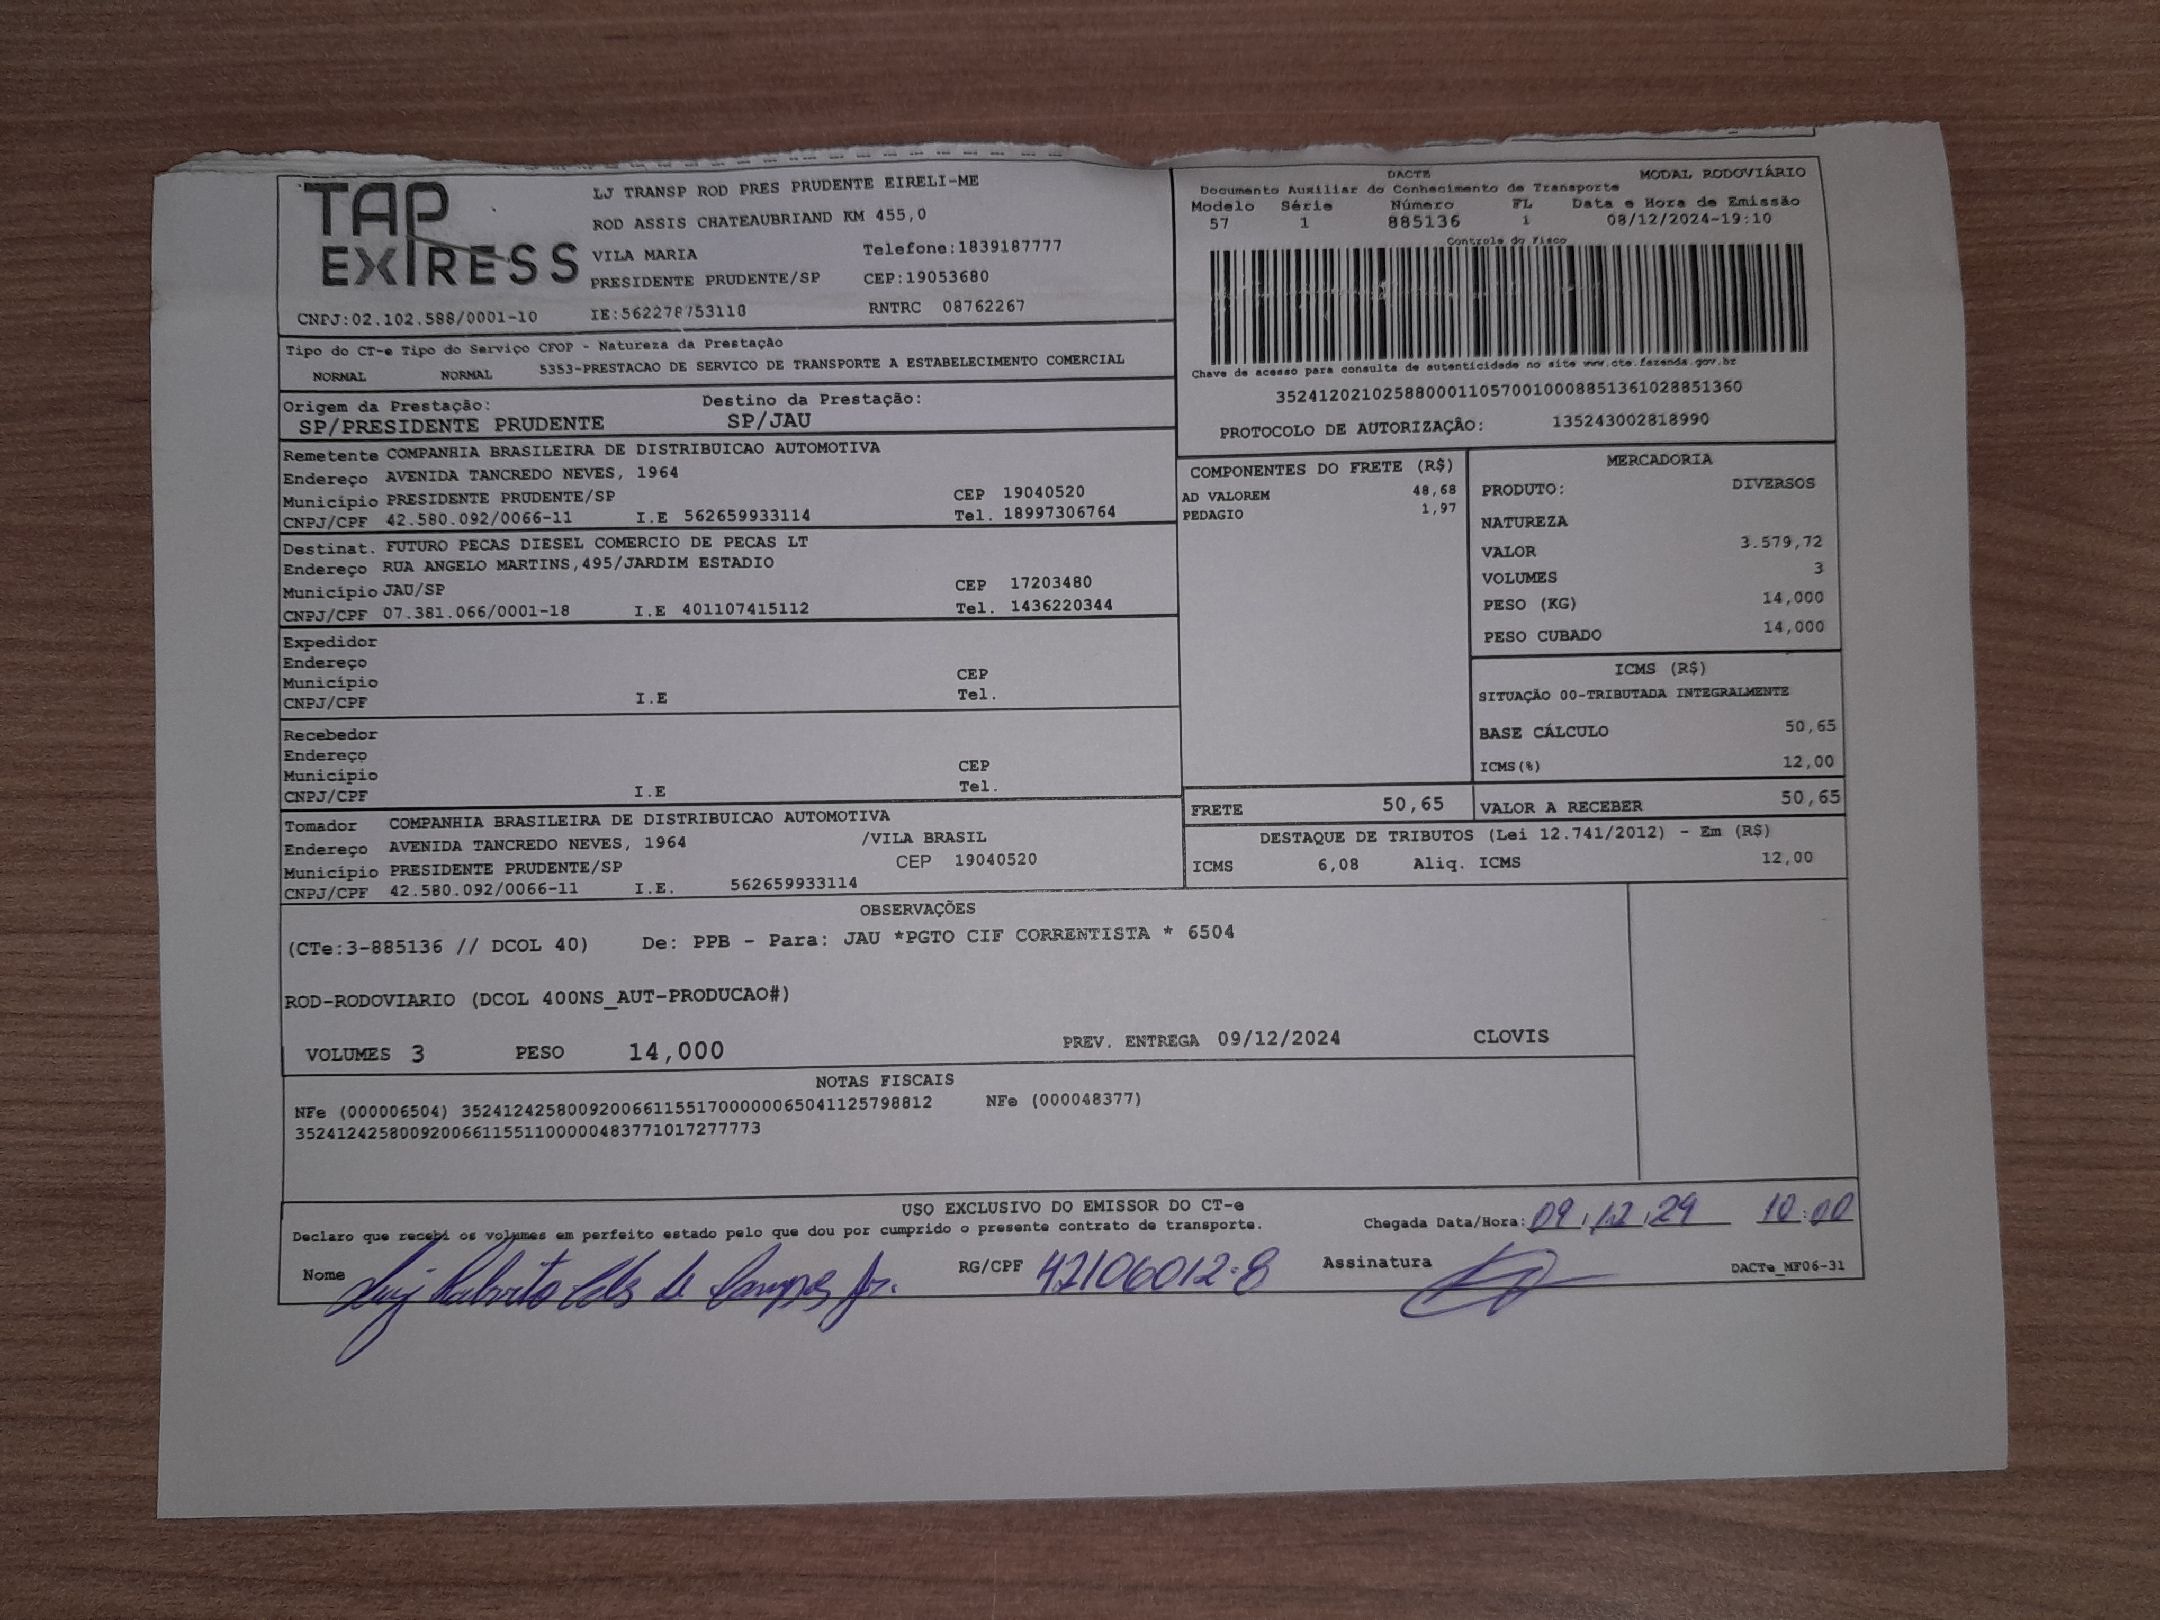 TAP
EXPRESS
LJ TRANSP ROD PRES PRUDENTE EIRELI-ME
ROD ASSIS CHATEAUBRIAND KM 455,0
VILA MARIA Telefone:1839187777
PRESIDENTE PRUDENTE/SP CEP:19053680
CNPJ:02.102.588/0001-10 IE:562278753118 RNTRC 08762267
DACTE MODAL RODOVIÁRIO
Documento Auxiliar do Conhecimento de Transporte
Modelo Série Número FL Data e Hora de Emissão
57 1 885136 1 08/12/2024-19:10
Controle do Fisco
Chave de acesso para consulta de autenticidade no site www.cte.fazenda.gov.br
35241202102588000110570010008851361028851360
PROTOCOLO DE AUTORIZAÇÃO: 135243002818990
Tipo do CT-e Tipo do Serviço CFOP - Natureza da Prestação
NORMAL NORMAL 5353-PRESTACAO DE SERVICO DE TRANSPORTE A ESTABELECIMENTO COMERCIAL
Origem da Prestação: Destino da Prestação:
SP/PRESIDENTE PRUDENTE SP/JAU
Remetente COMPANHIA BRASILEIRA DE DISTRIBUICAO AUTOMOTIVA
Endereço AVENIDA TANCREDO NEVES, 1964
Município PRESIDENTE PRUDENTE/SP CEP 19040520
CNPJ/CPF 42.580.092/0066-11 I.E 562659933114 Tel. 18997306764
Destinat. FUTURO PECAS DIESEL COMERCIO DE PECAS LT
Endereço RUA ANGELO MARTINS,495/JARDIM ESTADIO
Município JAU/SP CEP 17203480
CNPJ/CPF 07.381.066/0001-18 I.E 401107415112 Tel. 1436220344
Expedidor
Endereço
Município CEP
CNPJ/CPF I.E Tel.
Recebedor
Endereço
Município CEP
CNPJ/CPF I.E Tel.
Tomador COMPANHIA BRASILEIRA DE DISTRIBUICAO AUTOMOTIVA
Endereço AVENIDA TANCREDO NEVES, 1964 /VILA BRASIL
Município PRESIDENTE PRUDENTE/SP CEP 19040520
CNPJ/CPF 42.580.092/0066-11 I.E. 562659933114
COMPONENTES DO FRETE (R$)
AD VALOREM 48,68
PEDAGIO 1,97
MERCADORIA
PRODUTO: DIVERSOS
NATUREZA
VALOR 3.579,72
VOLUMES 3
PESO (KG) 14,000
PESO CUBADO 14,000
ICMS (R$)
SITUAÇÃO 00-TRIBUTADA INTEGRALMENTE
BASE CÁLCULO 50,65
ICMS(%) 12,00
FRETE 50,65 VALOR A RECEBER 50,65
DESTAQUE DE TRIBUTOS (Lei 12.741/2012) - Em (R$)
ICMS 6,08 Aliq. ICMS 12,00
OBSERVAÇÕES
(CTe:3-885136 // DCOL 40) De: PPB - Para: JAU *PGTO CIF CORRENTISTA * 6504
ROD-RODOVIARIO (DCOL 400NS_AUT-PRODUCAO#)
VOLUMES 3 PESO 14,000 PREV. ENTREGA 09/12/2024 CLOVIS
NOTAS FISCAIS
NFe (000006504) 35241242580092006611551700000065041125798812 NFe (000048377)
35241242580092006611551100000483771017277773
USO EXCLUSIVO DO EMISSOR DO CT-e
Declaro que recebi os volumes em perfeito estado pelo que dou por cumprido o presente contrato de transporte. Chegada Data/Hora: 09,12,24 10:00
Nome Luiz Roberto de Campos Jr. RG/CPF 42106012-8 Assinatura DACTe_MF06-31